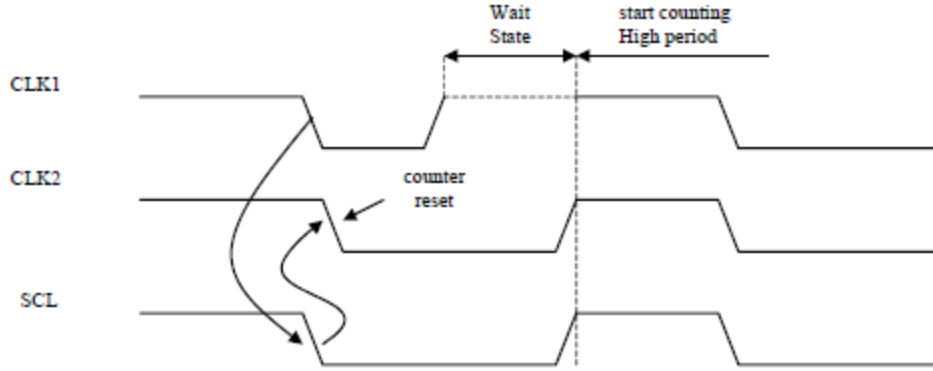 Wait
State
start counting
High period
CLK1
CLK2
counter
reset
SCL